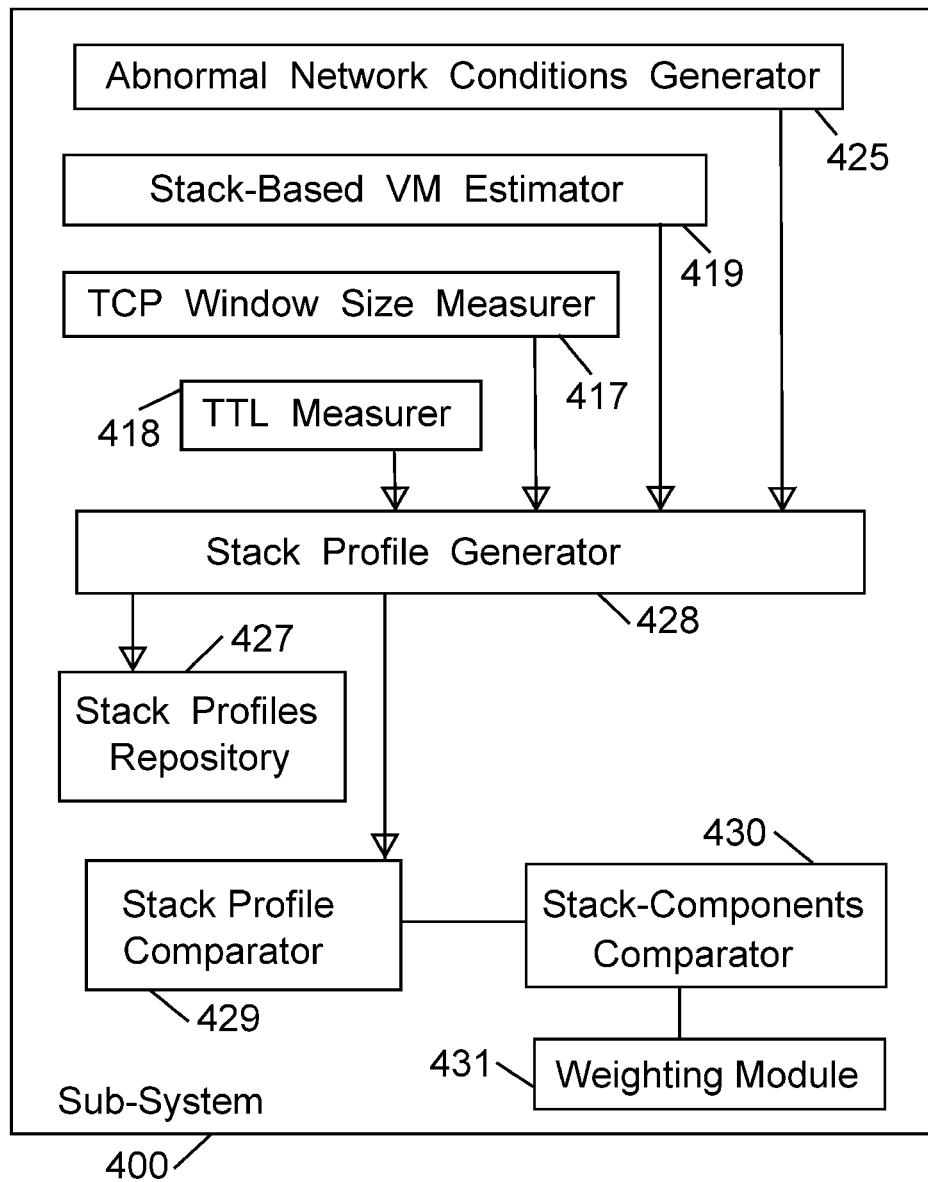 Abnormal Network Conditions Generator
425
Stack-Based VM Estimator
419
TCP Window Size Measurer
417
418
TTL Measurer
Stack Profile Generator
428
427
Stack Profiles
Repository
430
Stack Profile
Comparator
429
Stack-Components
Comparator
431
Weighting Module
Sub-System
400